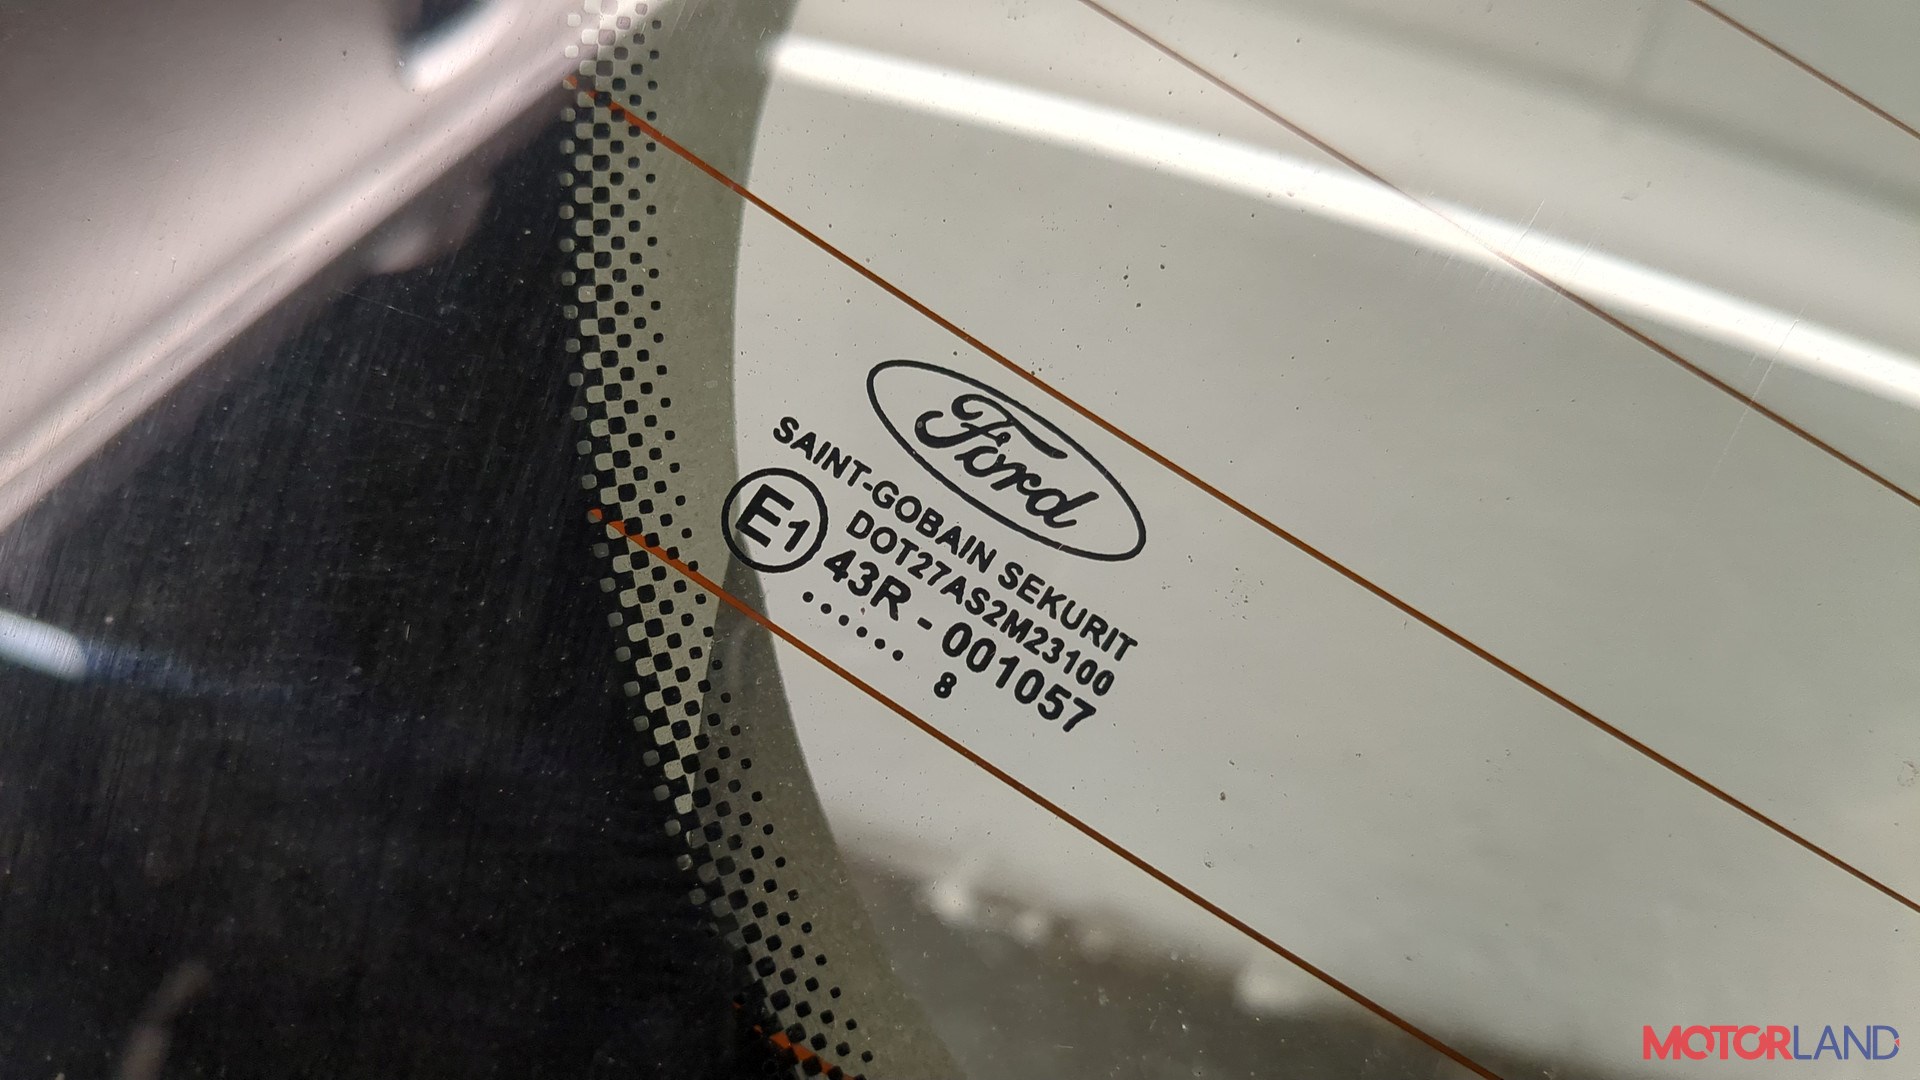 Ford
SAINT-GOBAIN SEKURIT
E1
DOT27AS2M23100
43R - 001057
...... 8
MOTORLAND